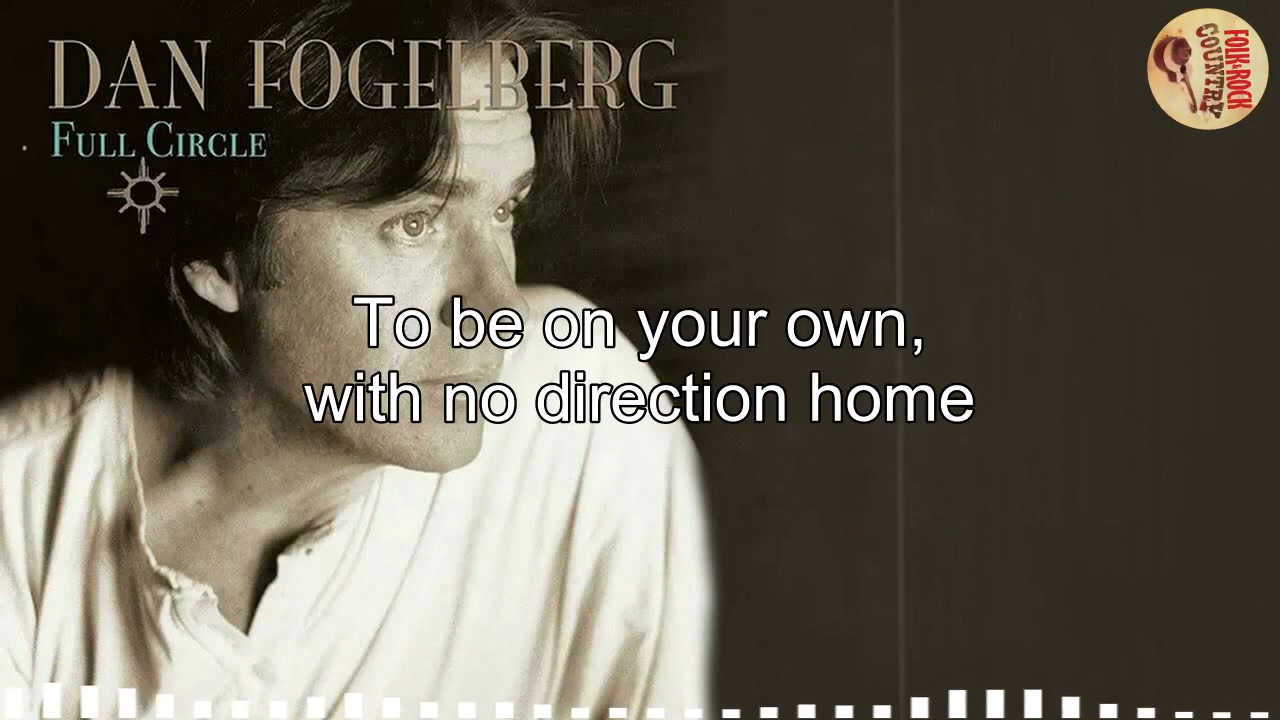 DAN FOGELBERG
FULL CIRCLE
FOLK & ROCK
COUNTRY
To be on your own,
with no direction home